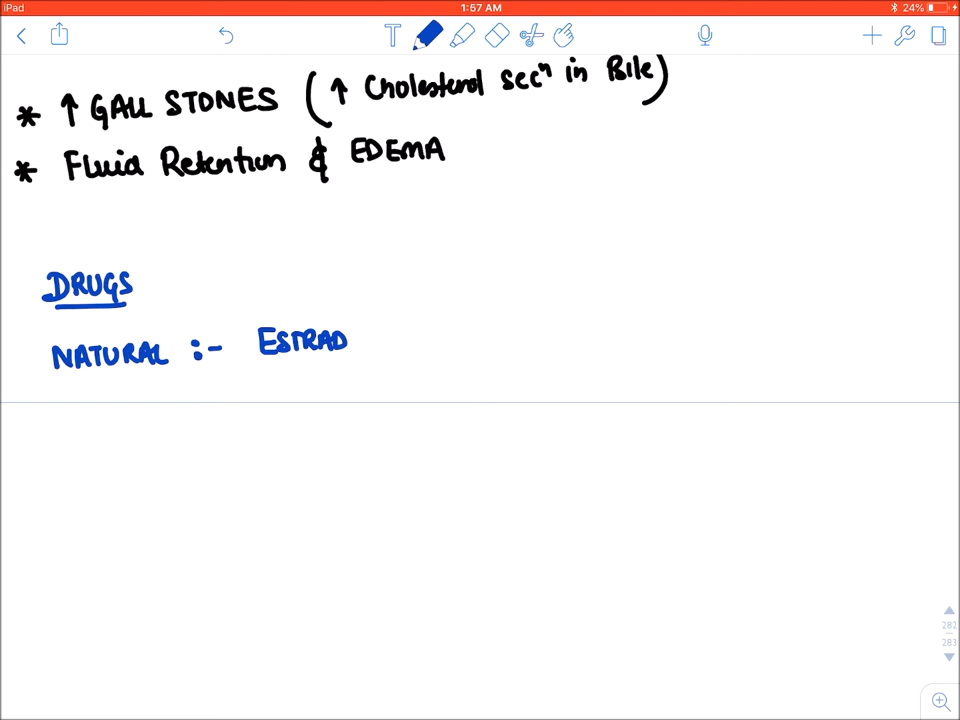 iPad 1:57 AM 24%
T
* ↑ GALL STONES (↑ Cholesterol Secⁿ in Bile)
* Fluid Retention & EDEMA
DRUGS
NATURAL :- ESTRAD
282
283